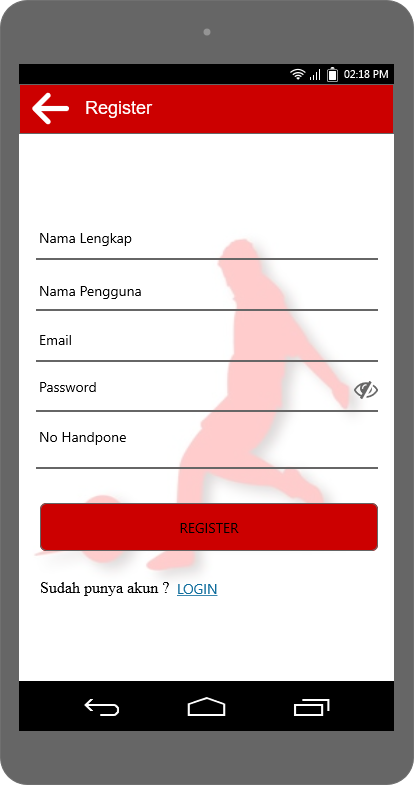 02:18 PM
Register
Nama Lengkap
Nama Pengguna
Email
Password
No Handpone
REGISTER
Sudah punya akun ? LOGIN